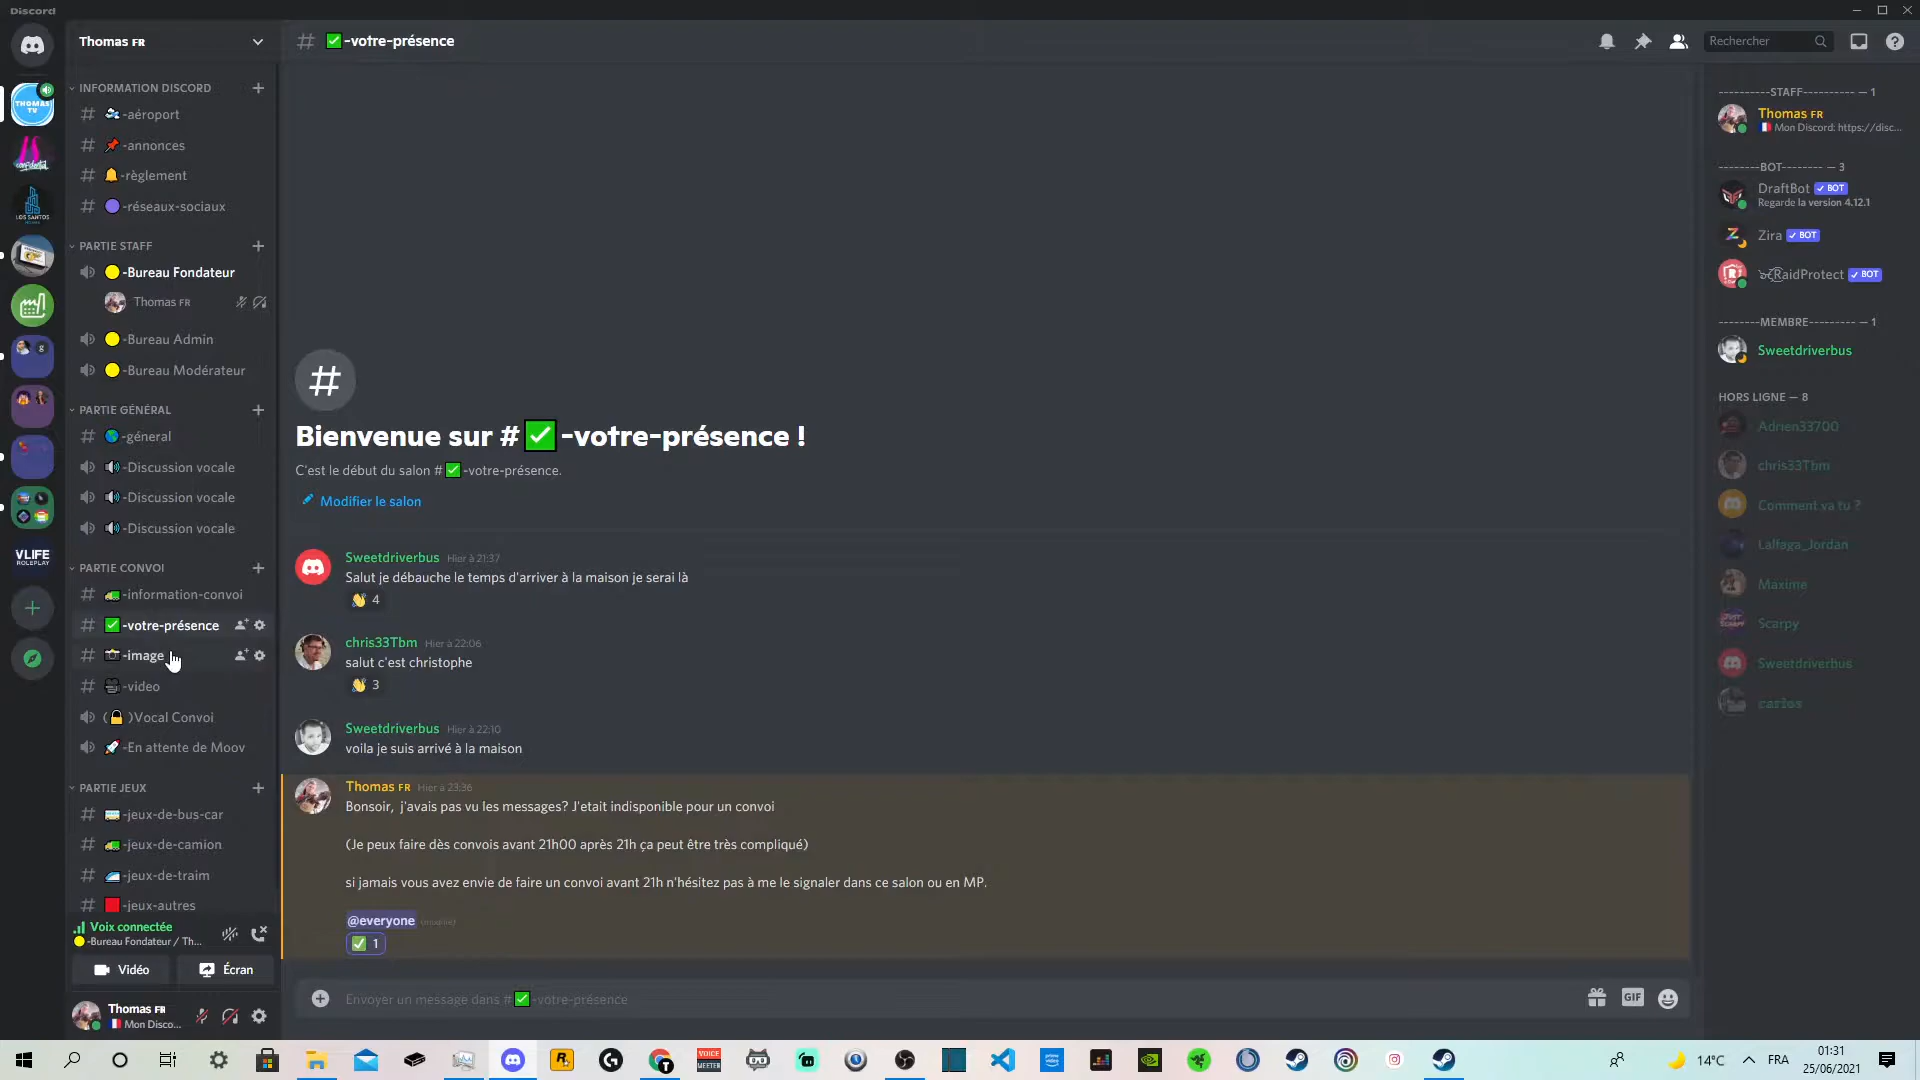 Discord
Thomas FR
-votre-présence
Rechercher
INFORMATION DISCORD
-aéroport
-annonces
-règlement
-réseaux-sociaux
PARTIE STAFF
-Bureau Fondateur
Thomas FR
-Bureau Admin
-Bureau Modérateur
PARTIE GÉNÉRAL
-géneral
-Discussion vocale
-Discussion vocale
-Discussion vocale
PARTIE CONVOI
-information-convoi
-votre-présence
-image
-video
( )Vocal Convoi
-En attente de Moov
PARTIE JEUX
-jeux-de-bus-car
-jeux-de-camion
-jeux-de-traim
-jeux-autres
Voix connectée
-Bureau Fondateur / Th...
Vidéo
Écran
Thomas FR
Mon Disco...
THOMAS TV
LOS SANTOS
VLIFE
ROLEPLAY
Bienvenue sur # -votre-présence !
C'est le début du salon # -votre-présence.
Modifier le salon
Sweetdriverbus Hier à 21:37
Salut je débauche le temps d'arriver à la maison je serai là
4
chris33Tbm Hier à 22:06
salut c'est christophe
3
Sweetdriverbus Hier à 22:10
voila je suis arrivé à la maison
Thomas FR Hier à 23:36
Bonsoir, j'avais pas vu les messages? J'etait indisponible pour un convoi
(Je peux faire dès convois avant 21h00 après 21h ça peut être très compliqué)
si jamais vous avez envie de faire un convoi avant 21h n'hésitez pas à me le signaler dans ce salon ou en MP.
@everyone (modifié)
1
Envoyer un message dans # -votre-présence
GIF
----------STAFF---------- — 1
Thomas FR
Mon Discord: https://disc...
--------BOT-------- — 3
DraftBot BOT
Regarde la version 4.12.1
Zira BOT
RaidProtect BOT
--------MEMBRE--------- — 1
Sweetdriverbus
HORS LIGNE — 8
Adrien33700
chris33Tbm
Comment va tu ?
Lalfaga_Jordan
Maxime
Scarpy
Sweetdriverbus
carlos
VOICE MEETER
14°C
FRA
01:31
25/06/2021